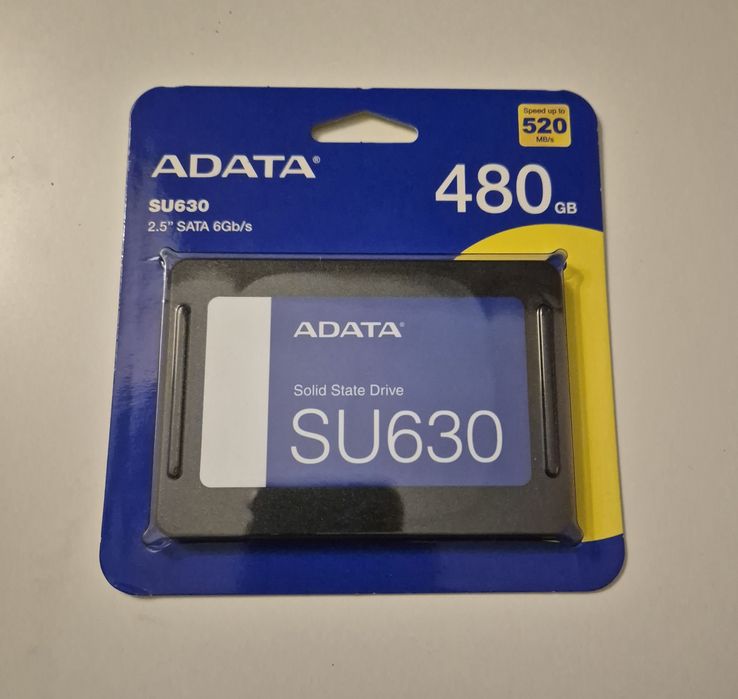 Speed up to
520
MB/s
ADATA®
480GB
SU630
2.5" SATA 6Gb/s
ADATA®
Solid State Drive
SU630